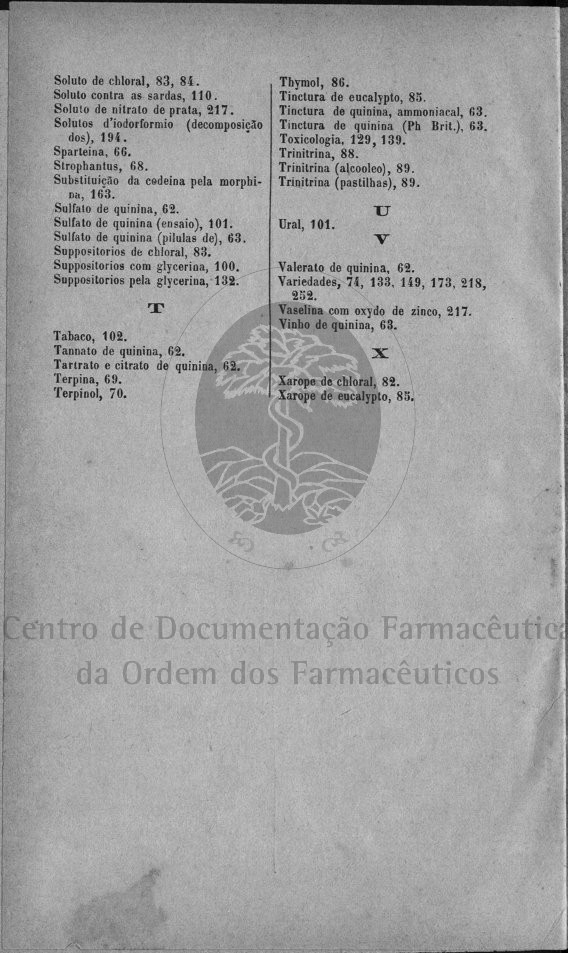 Soluto de chloral, 83, 84.
Soluto contra as sardas, 110.
Soluto de nitrato de prata, 217.
Solutos d'iodorformio (decomposição
dos), 194.
Sparteina, 66.
Strophantus, 68.
Substituição da codeina pela morphi-
na, 163.
Sulfato de quinina, 62.
Sulfato de quinina (ensaio), 101.
Sulfato de quinina (pilulas de), 63.
Suppositorios de chloral, 83.
Suppositorios com glycerina, 100.
Suppositorios pela glycerina, 132.
T
Tabaco, 102.
Tannato de quinina, 62.
Tartrato e citrato de quinina, 62.
Terpina, 69.
Terpinol, 70.
Thymol, 86.
Tinctura de eucalypto, 85.
Tinctura de quinina, ammoniacal, 63.
Tinctura de quinina (Ph Brit.), 63.
Toxicologia, 129, 139.
Trinitrina, 88.
Trinitrina (alcooleo), 89.
Trinitrina (pastilhas), 89.
U
Ural, 101.
V
Valerato de quinina, 62.
Variedades, 74, 133, 149, 173, 218,
252.
Vaselina com oxydo de zinco, 217.
Vinho de quinina, 63.
X
Xarope de chloral, 82.
Xarope de eucalypto, 85.
Centro de Documentação Farmacêutica
da Ordem dos Farmacêuticos